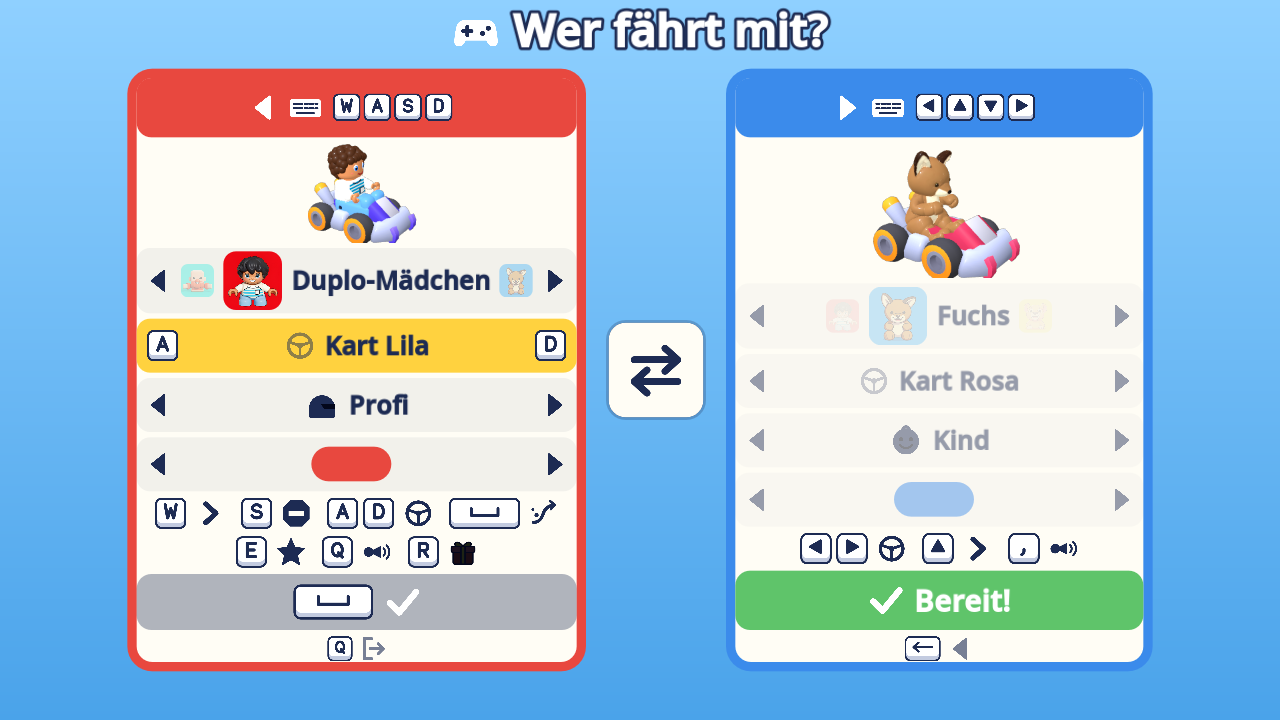 Wer fährt mit?
W A S D
Duplo-Mädchen
A Kart Lila D
Profi
W S A D
E Q R
Q
Fuchs
Kart Rosa
Kind
,
Bereit!